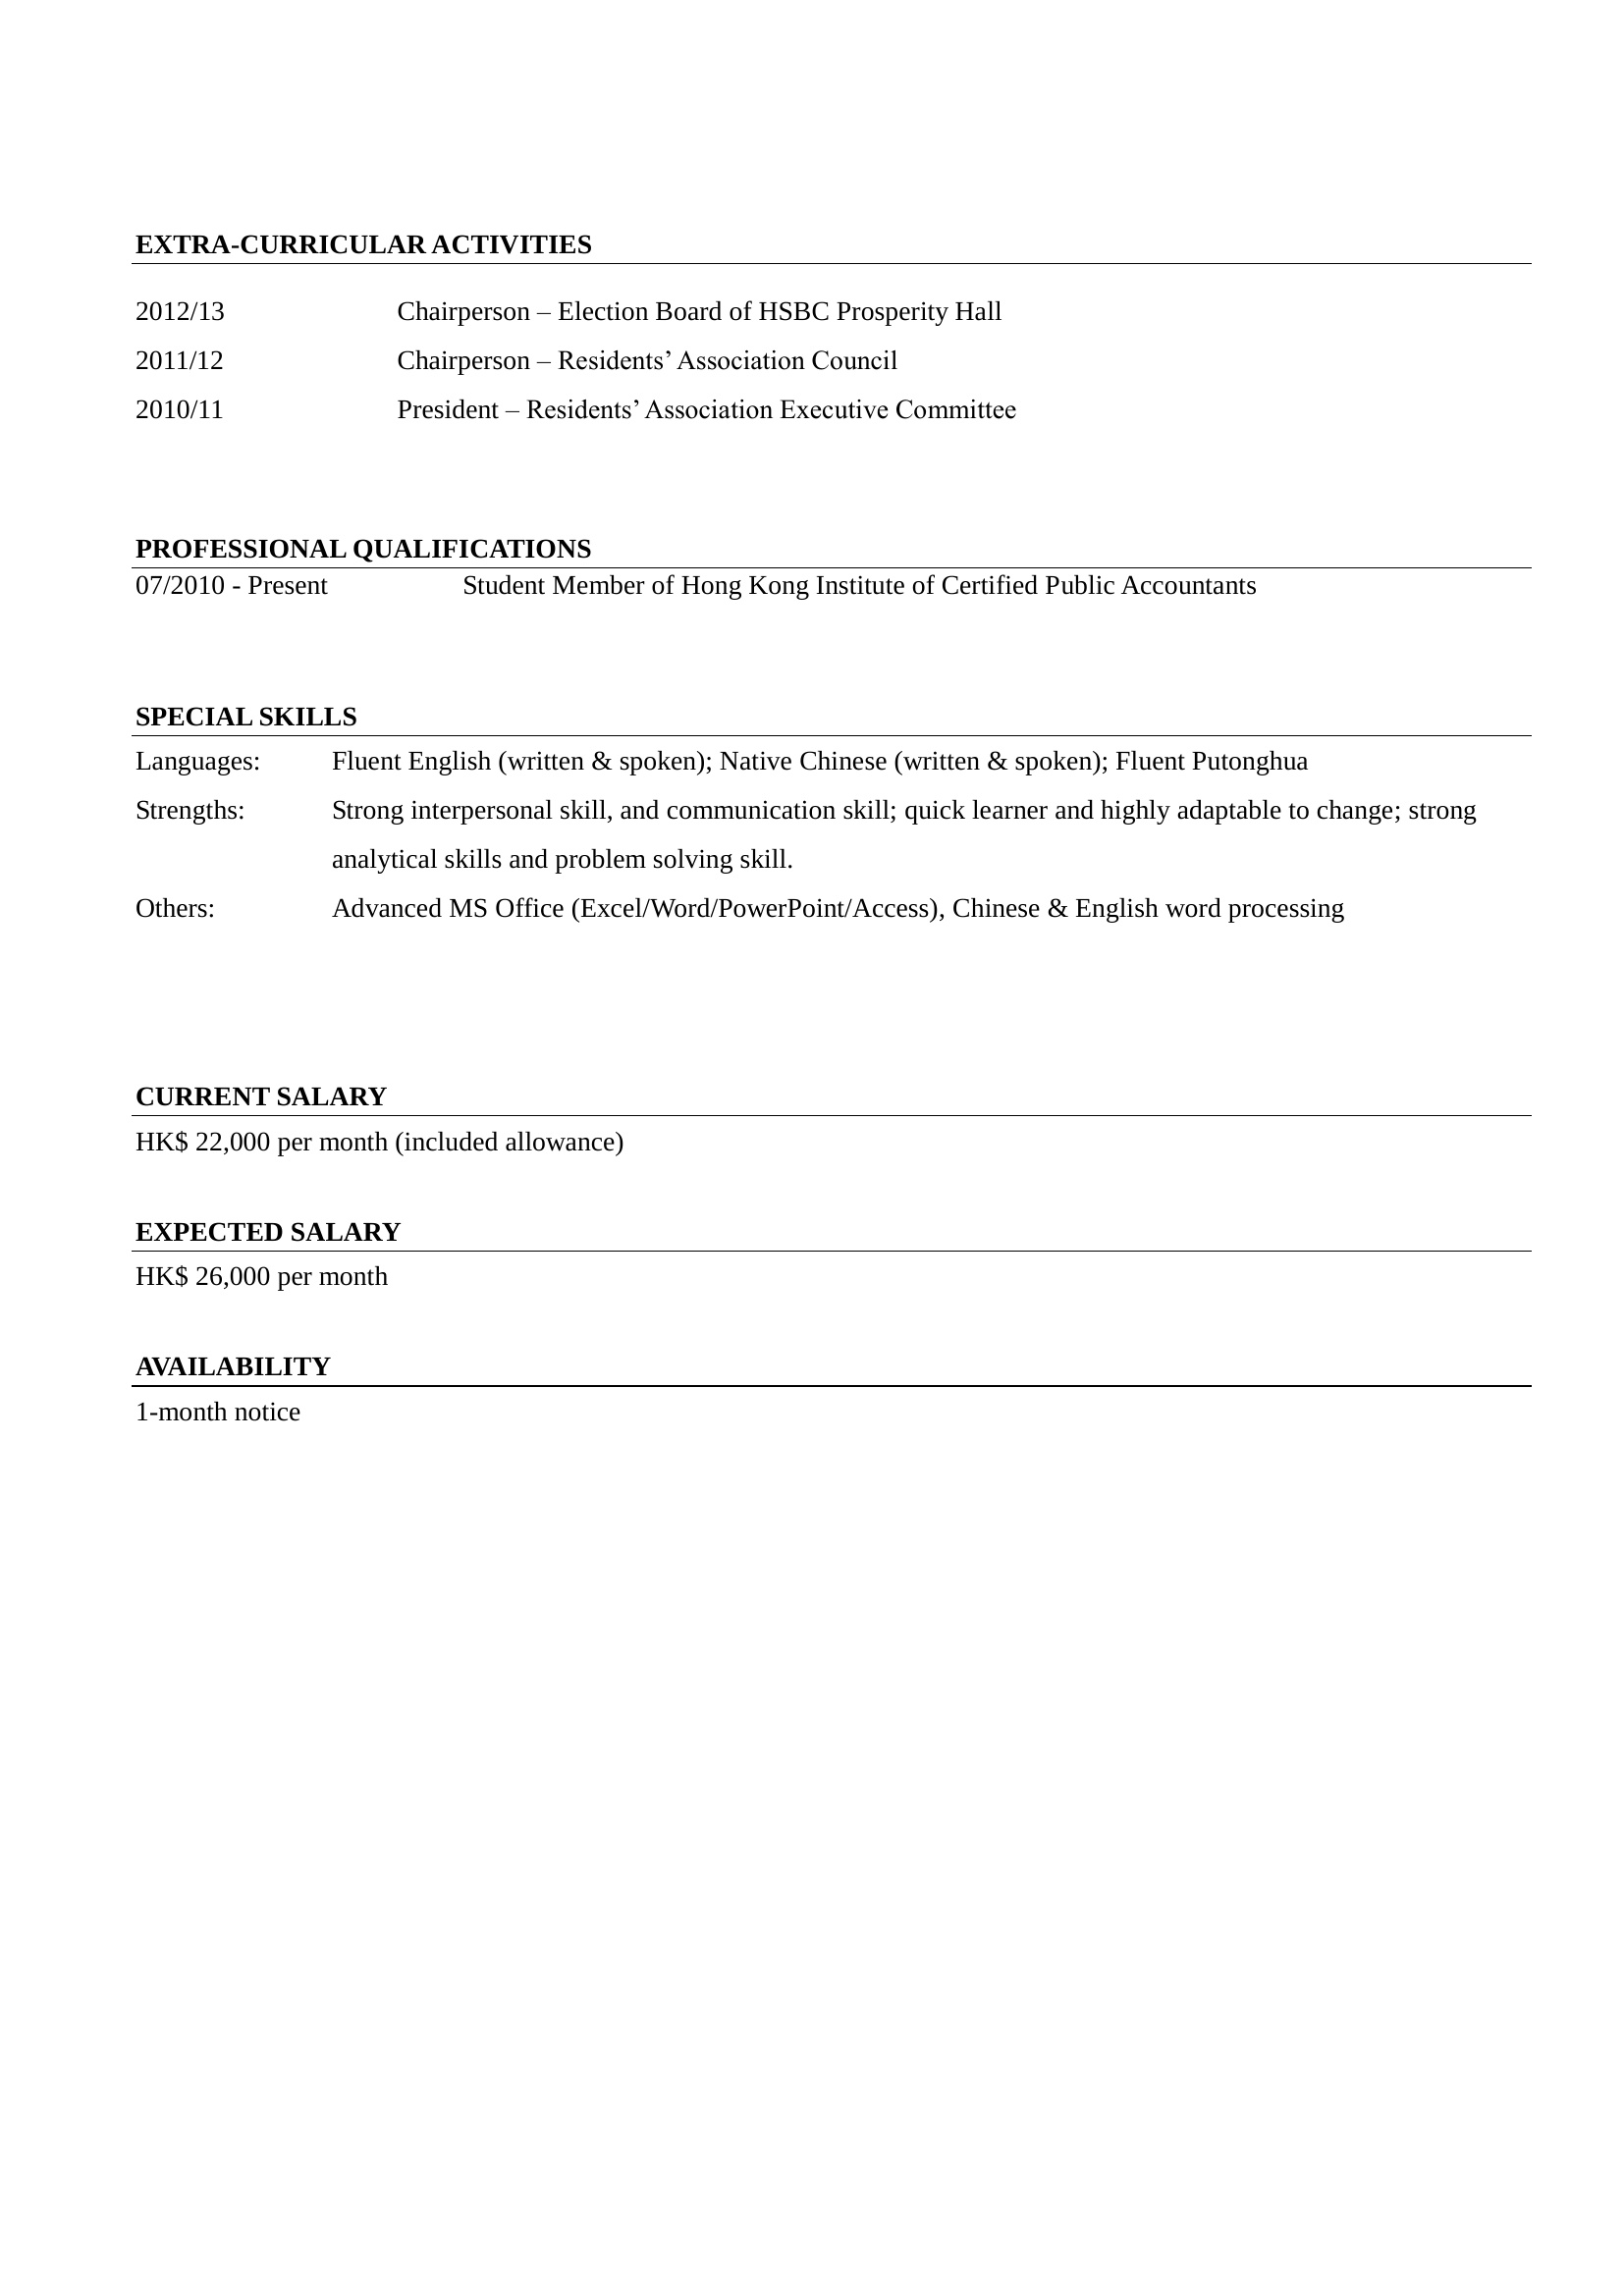 EXTRA-CURRICULAR ACTIVITIES
2012/13 Chairperson – Election Board of HSBC Prosperity Hall
2011/12 Chairperson – Residents’ Association Council
2010/11 President – Residents’ Association Executive Committee
PROFESSIONAL QUALIFICATIONS
07/2010 - Present Student Member of Hong Kong Institute of Certified Public Accountants
SPECIAL SKILLS
Languages: Fluent English (written & spoken); Native Chinese (written & spoken); Fluent Putonghua
Strengths: Strong interpersonal skill, and communication skill; quick learner and highly adaptable to change; strong
analytical skills and problem solving skill.
Others: Advanced MS Office (Excel/Word/PowerPoint/Access), Chinese & English word processing
CURRENT SALARY
HK$ 22,000 per month (included allowance)
EXPECTED SALARY
HK$ 26,000 per month
AVAILABILITY
1-month notice